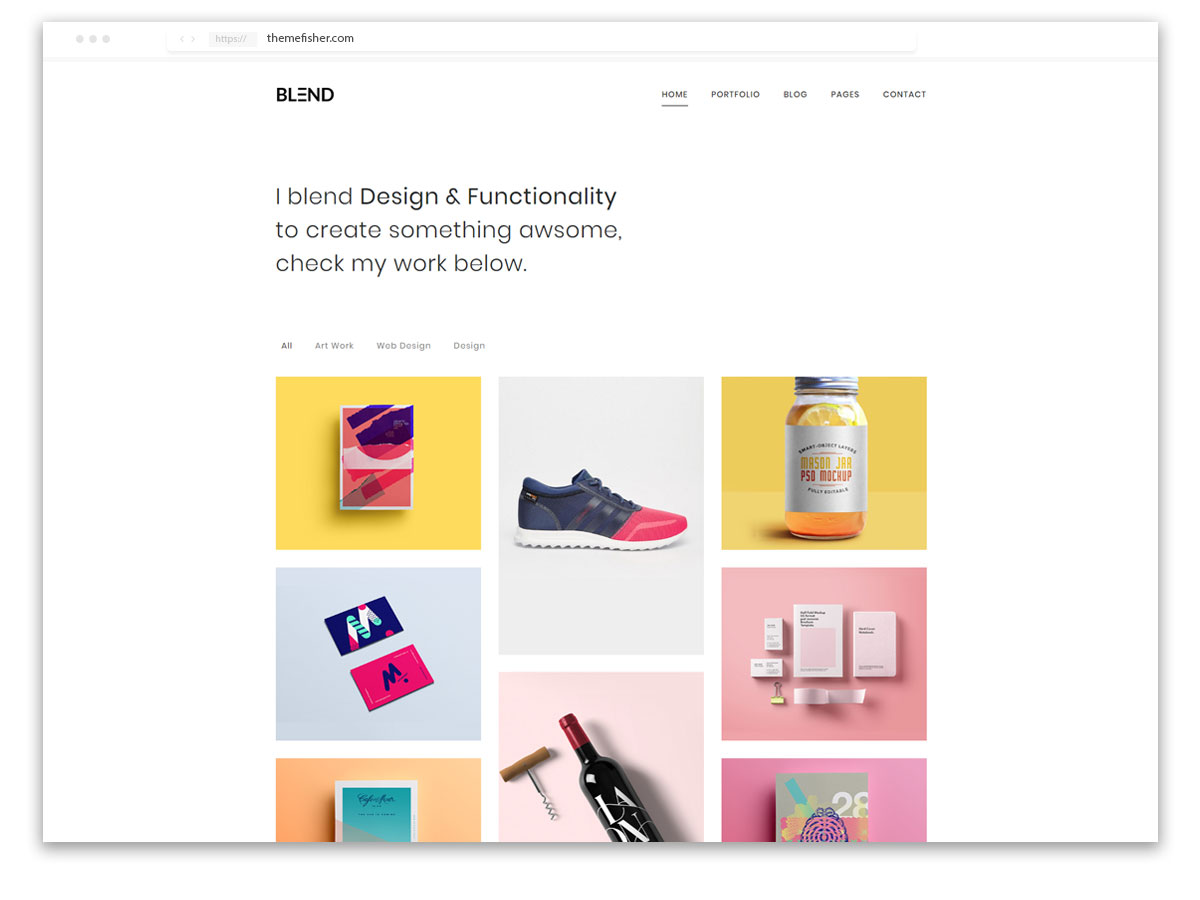 https://
themefisher.com
BLEND
HOME
PORTFOLIO
BLOG
PAGES
CONTACT
I blend Design & Functionality
to create something awsome,
check my work below.
All
Art Work
Web Design
Design
SMART-OBJECT LAYERS
MASON JAR
PSD MOCKUP
FULLY EDITABLE
28